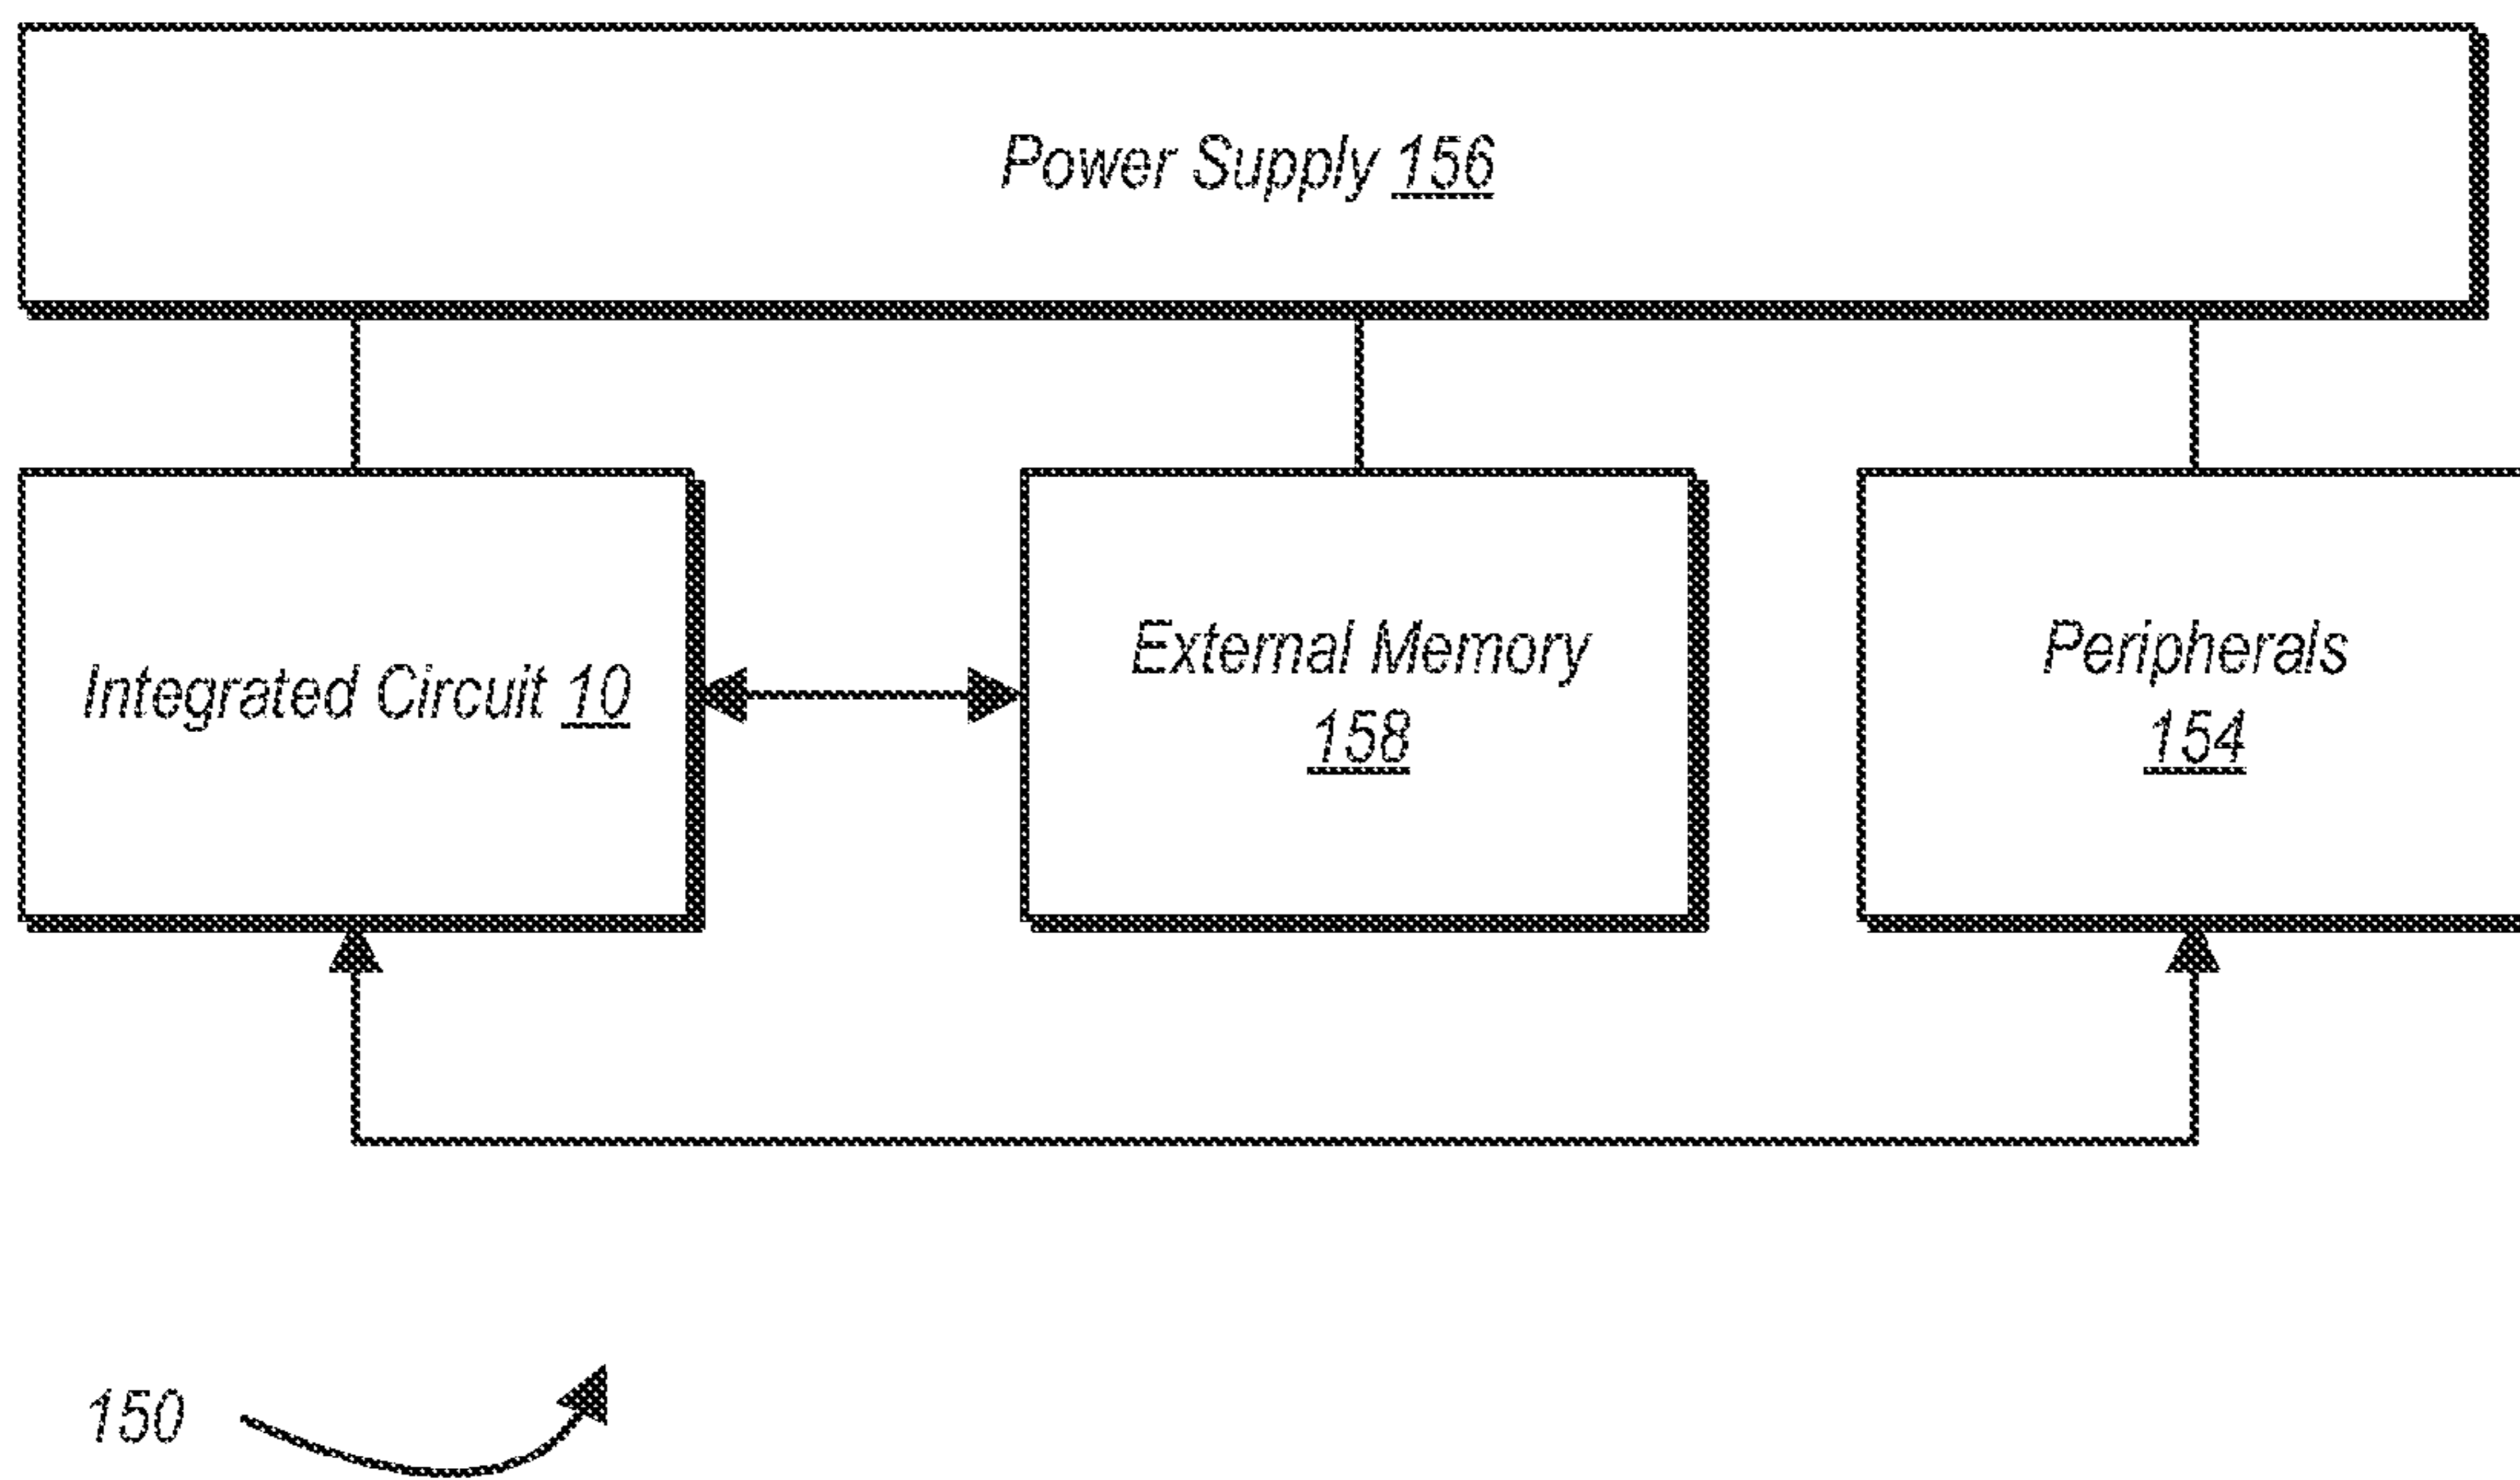 Power Supply 156
Integrated Circuit 10
External Memory
158
Peripherals
154
150